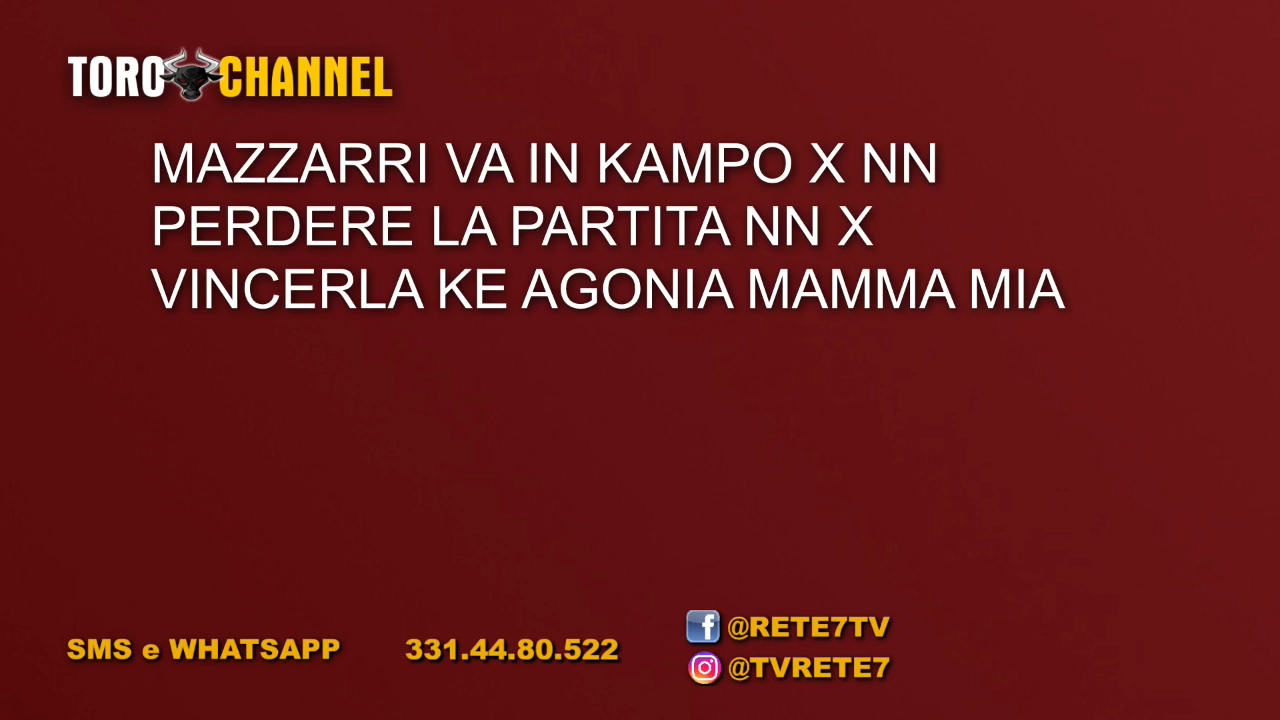 TORO CHANNEL
MAZZARRI VA IN KAMPO X NN
PERDERE LA PARTITA NN X
VINCERLA KE AGONIA MAMMA MIA
SMS e WHATSAPP 331.44.80.522
@RETE7TV
@TVRETE7